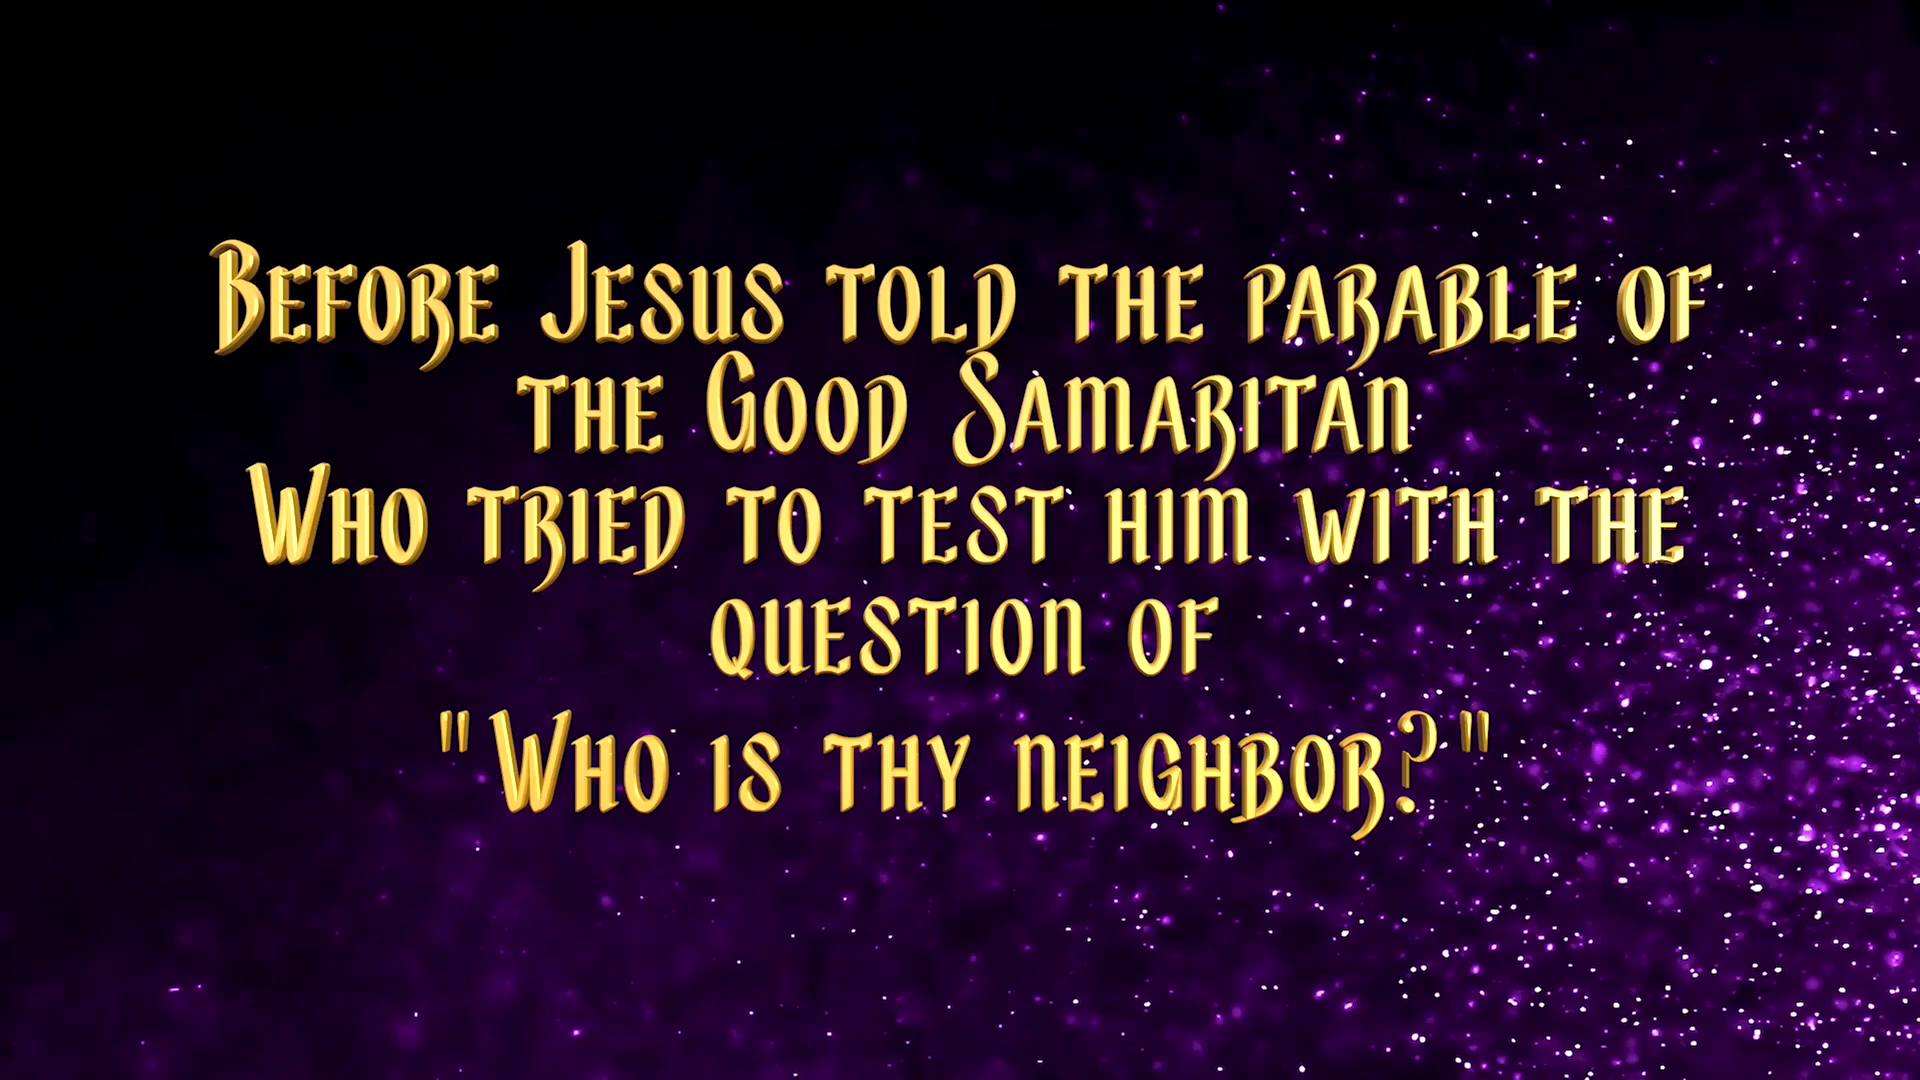 Before Jesus told the parable of
the Good Samaritan
Who tried to test him with the
question of
"Who is thy neighbor?"